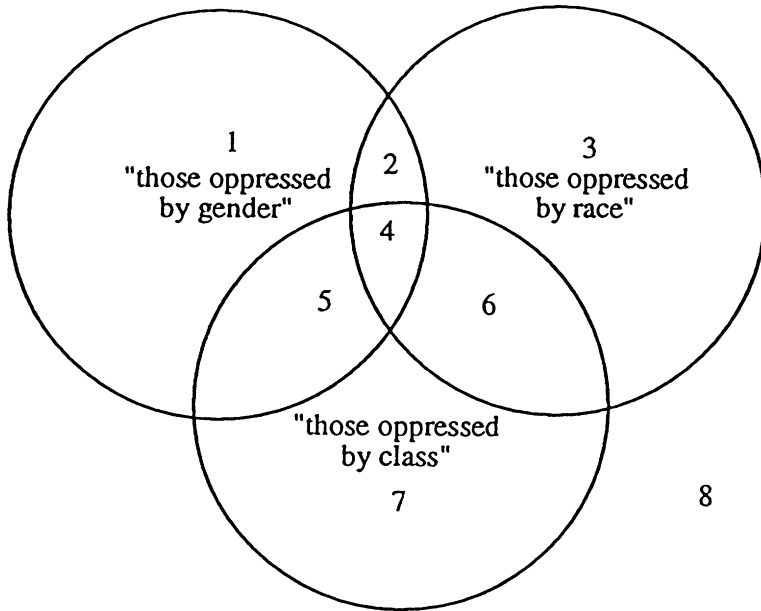 1
"those oppressed
by gender"
2
3
"those oppressed
by race"
4
5
6
"those oppressed
by class"
7
8